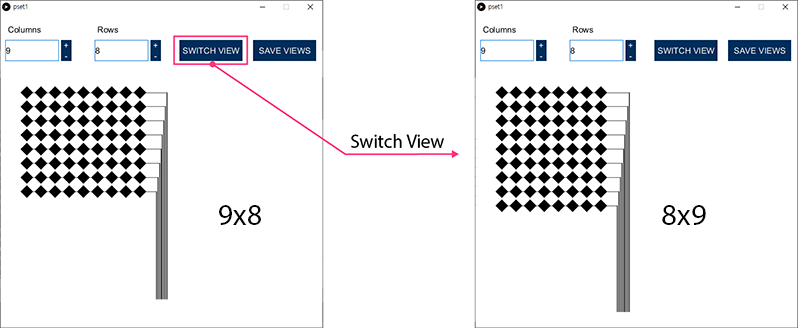 pset1
Columns
Rows
9
+
-
8
+
-
SWITCH VIEW
SAVE VIEWS
9x8
Switch View
pset1
Columns
Rows
9
+
-
8
+
-
SWITCH VIEW
SAVE VIEWS
8x9